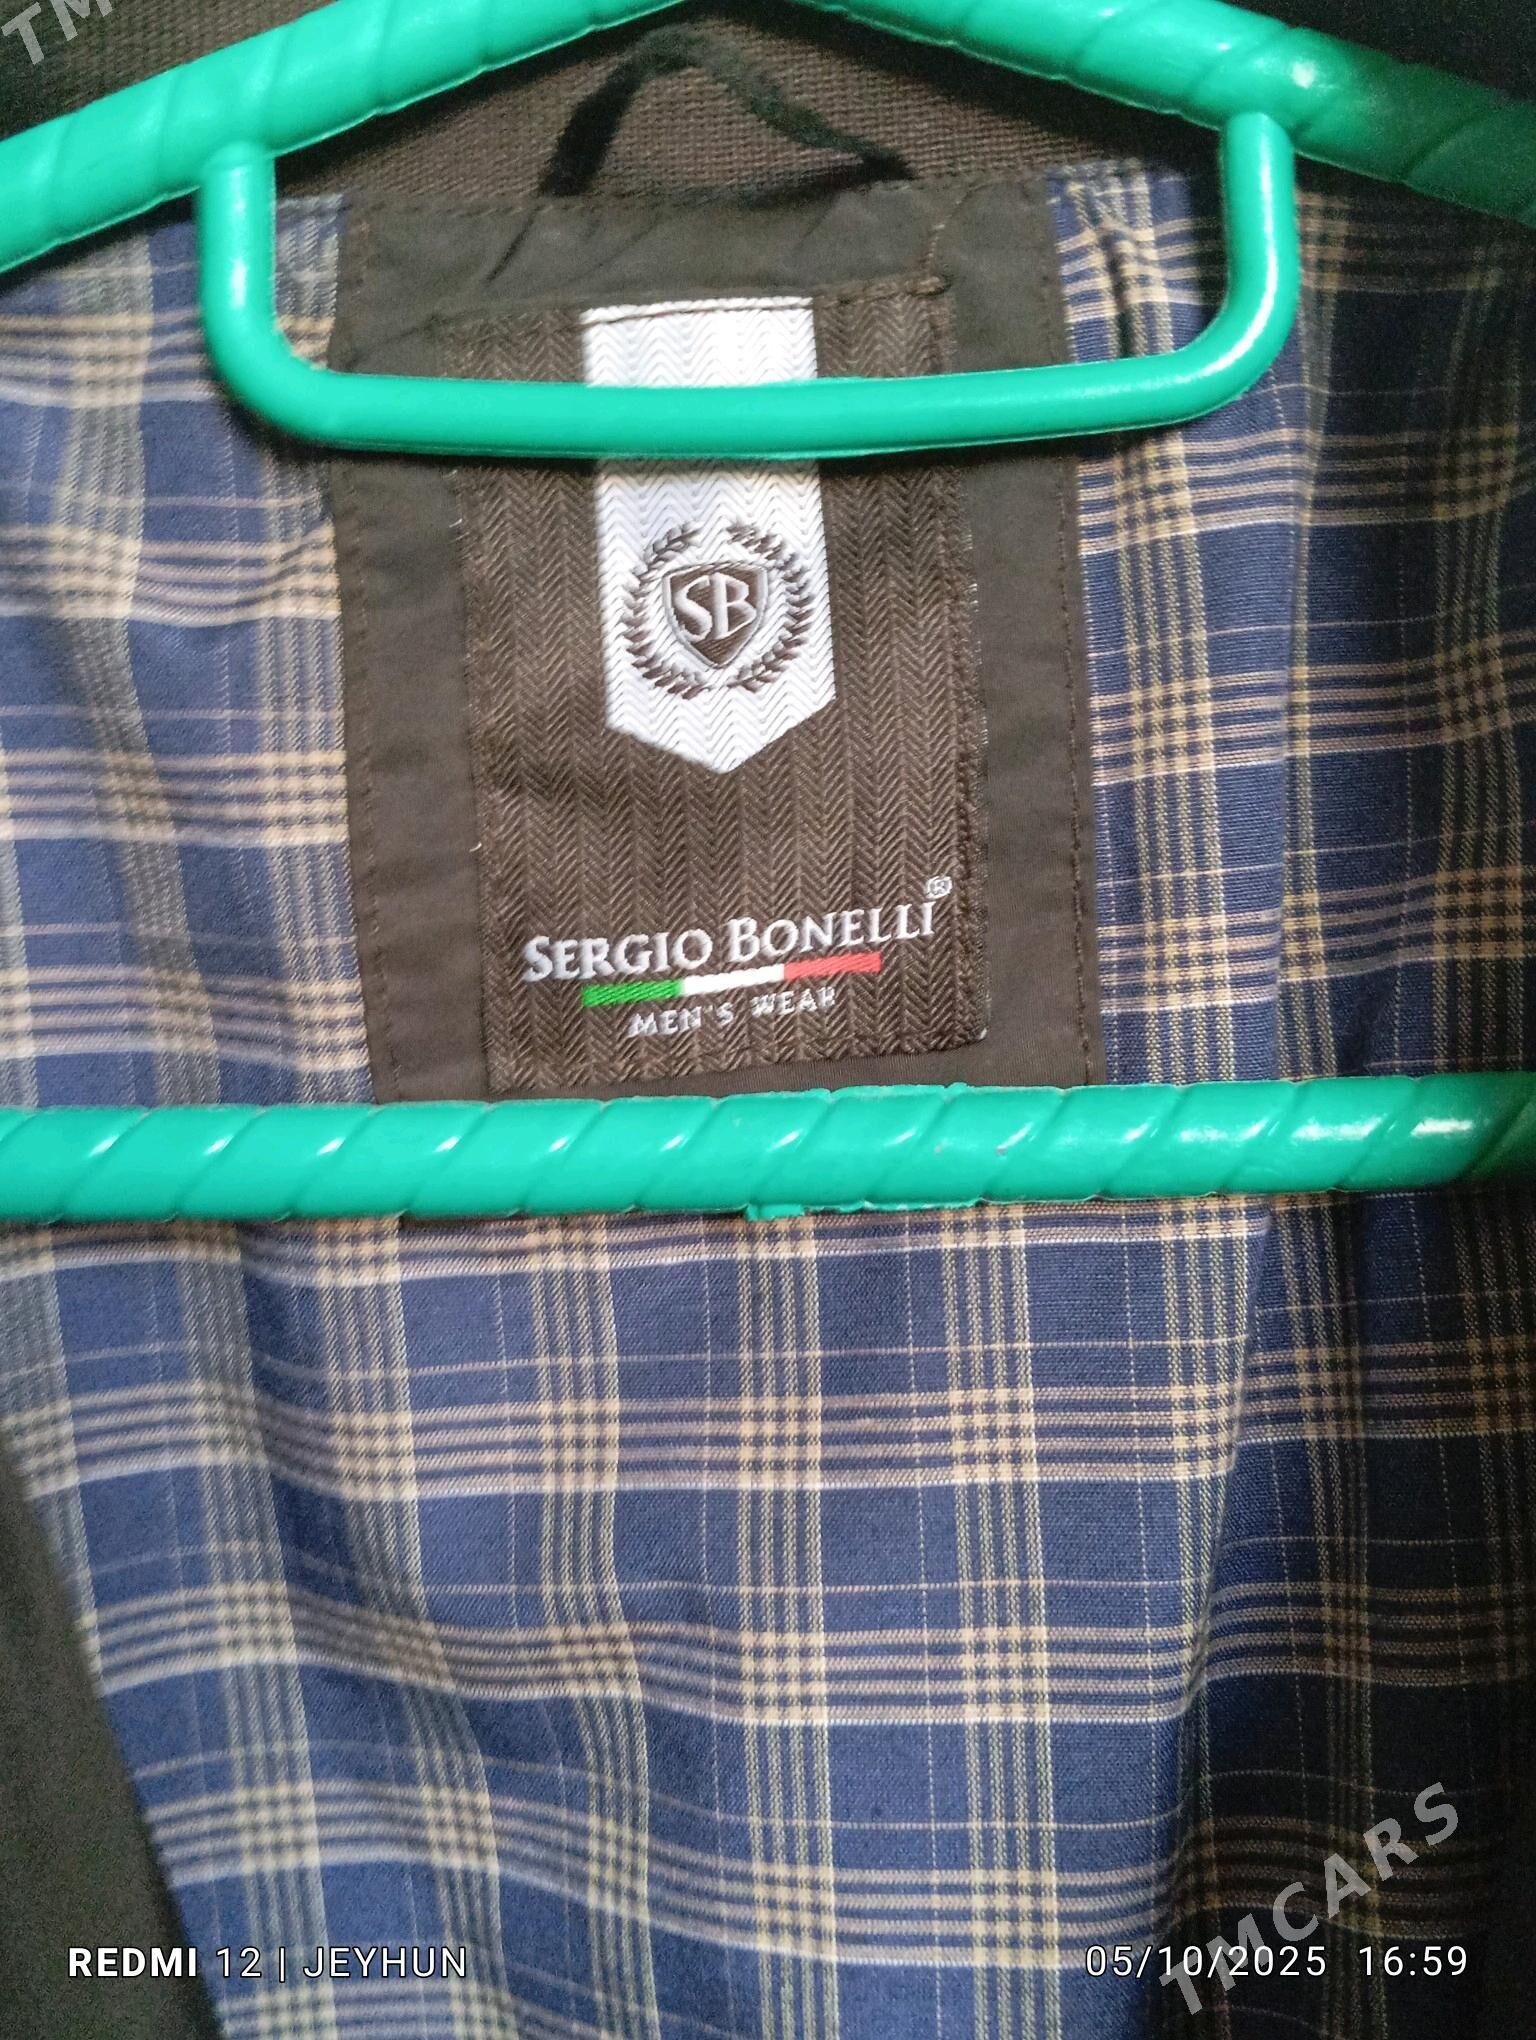 TM
SB
SERGIO BONELLI®
MEN'S WEAR
REDMI 12 | JEYHUN
05/10/2025 16:59
TMCARS